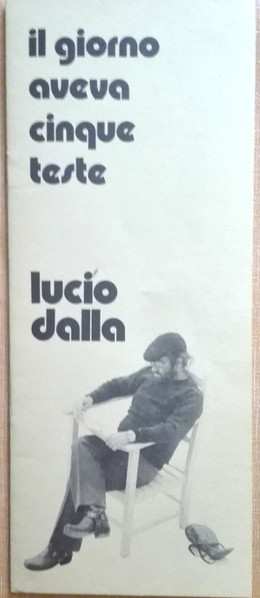 il giorno
aveva
cinque
teste
lucio
dalla